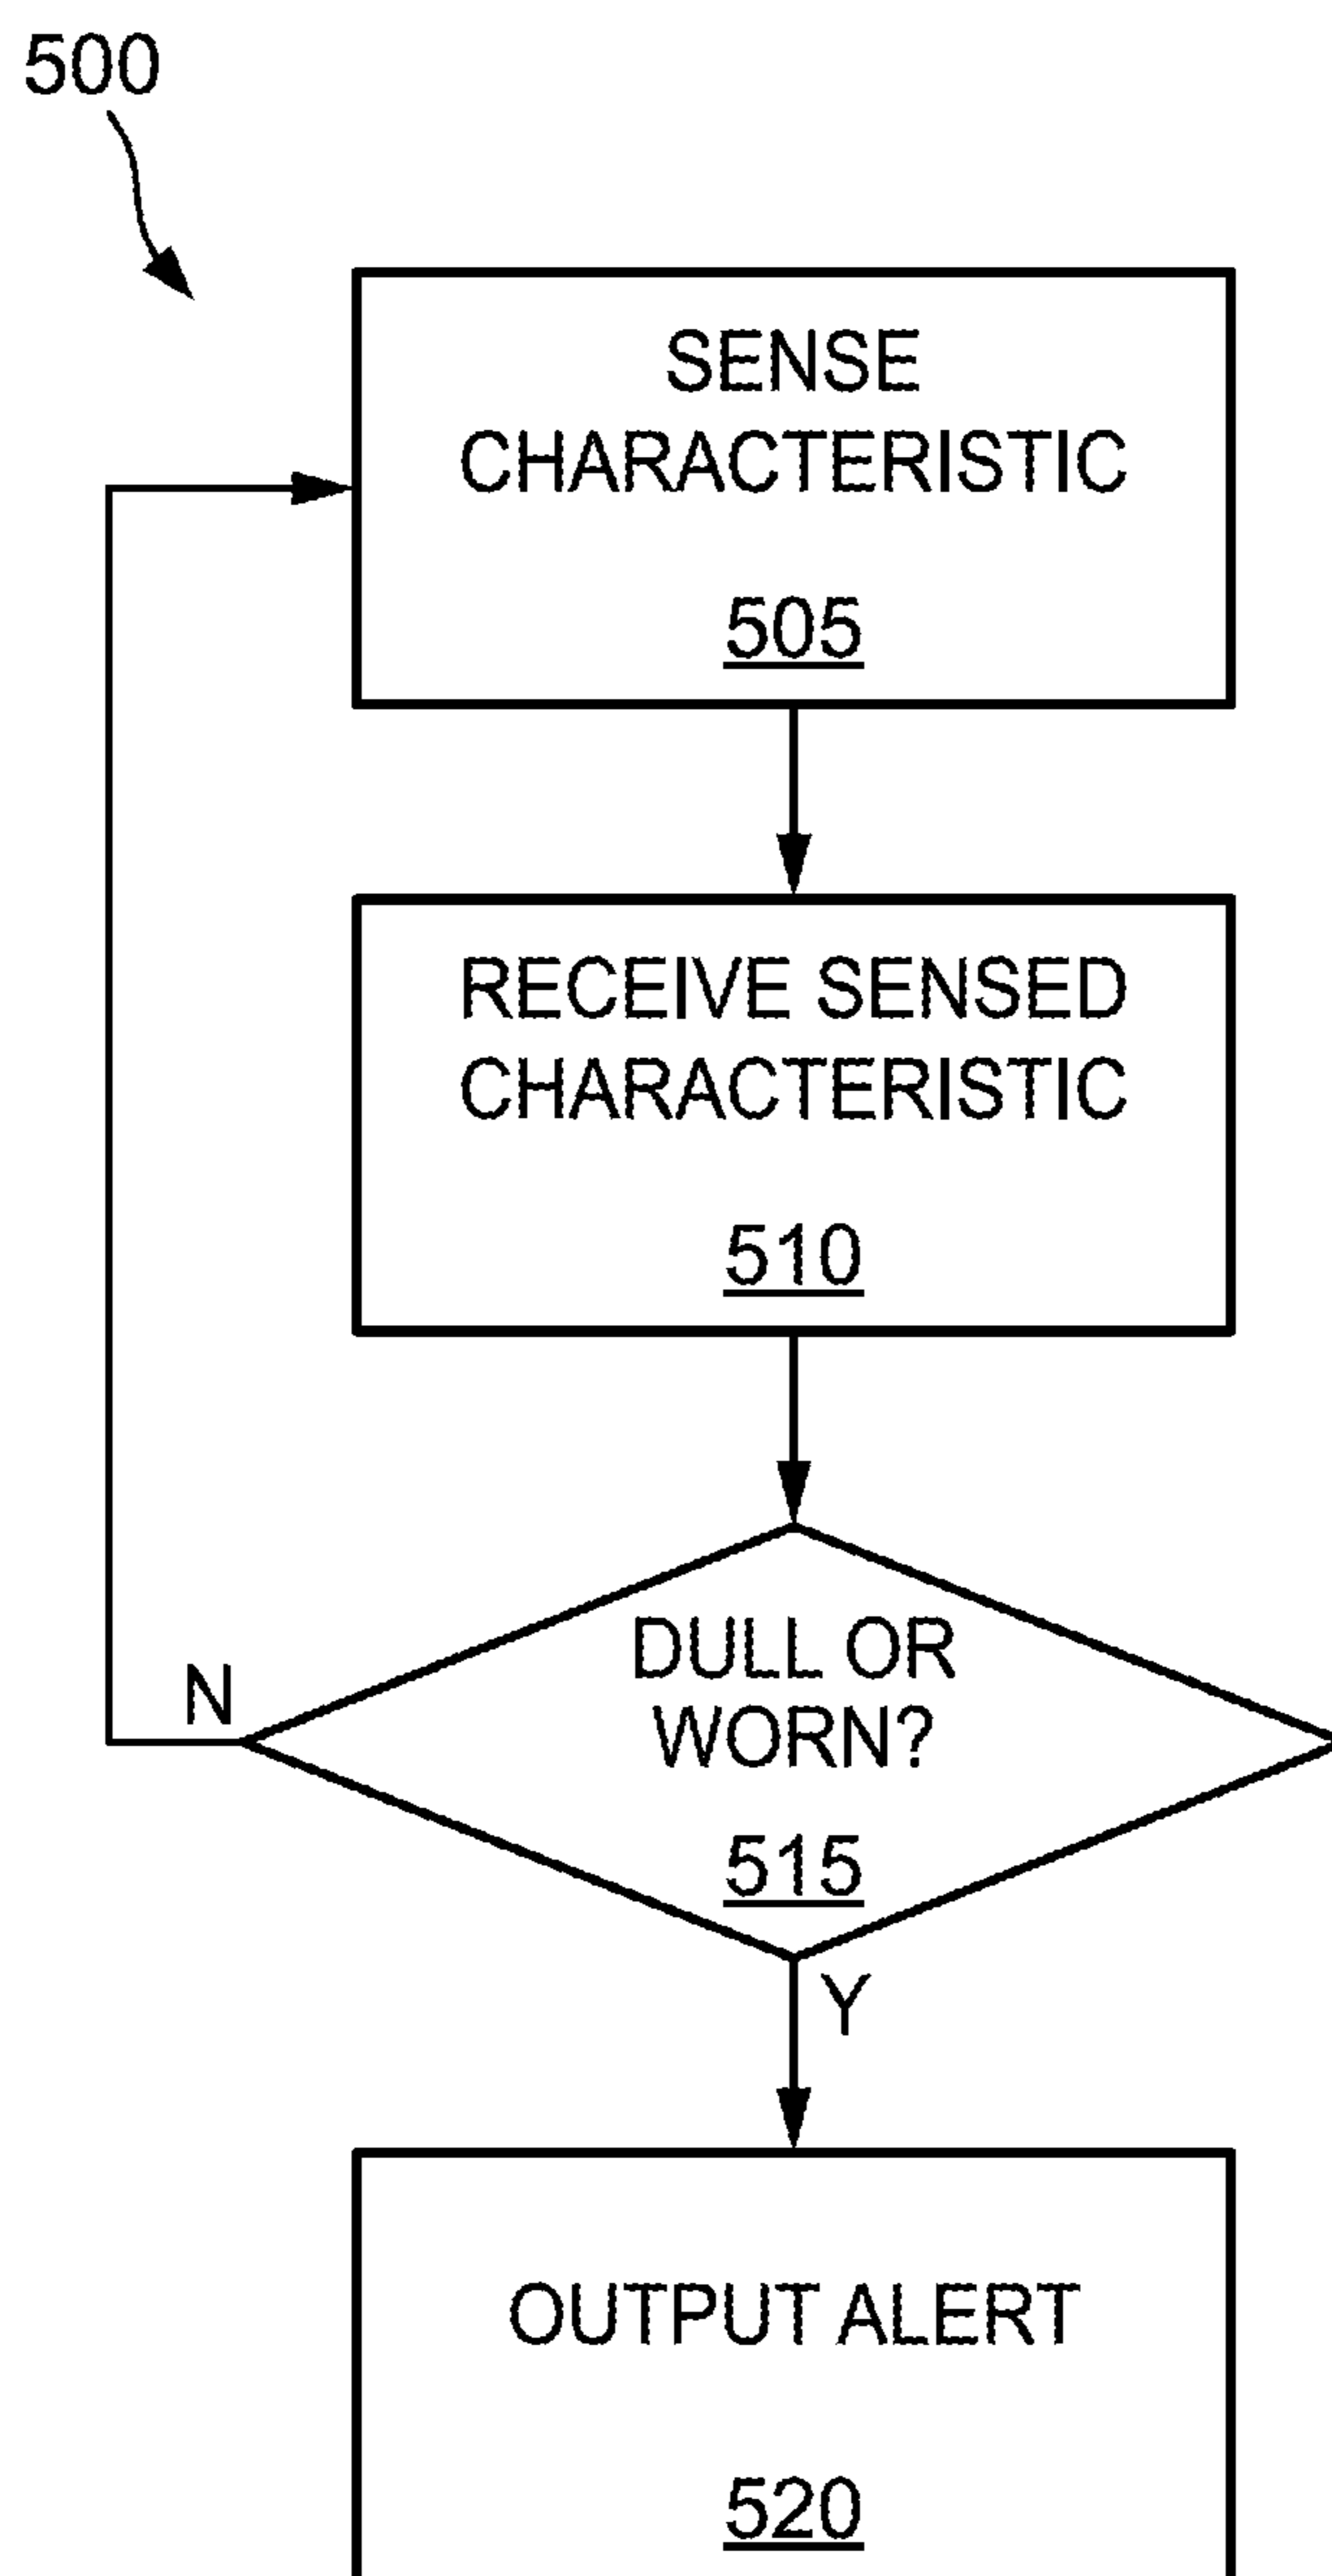 500
SENSE
CHARACTERISTIC
505
RECEIVE SENSED
CHARACTERISTIC
510
DULL OR
WORN?
515
N
Y
OUTPUT ALERT
520